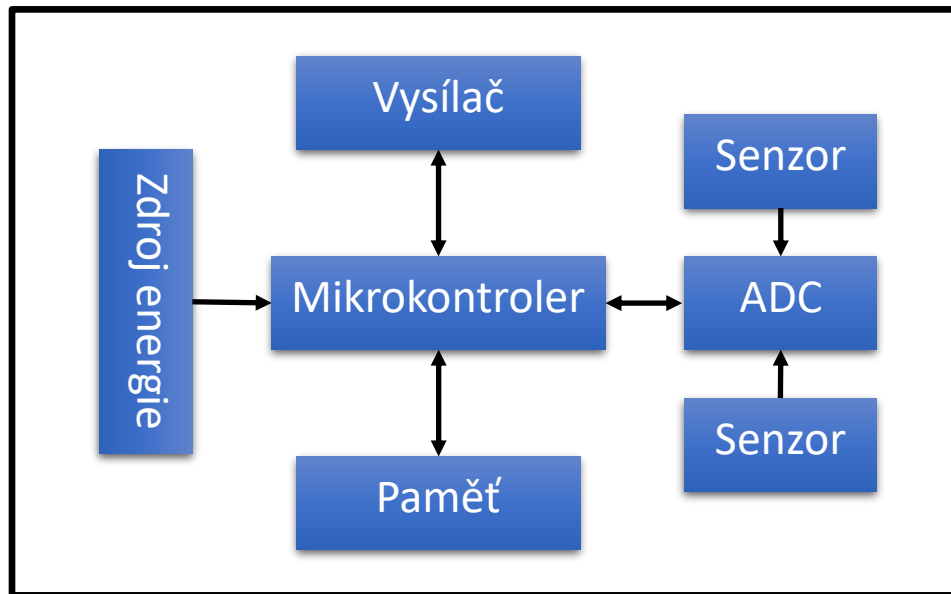 Vysílač
Senzor
Zdroj energie
Mikrokontroler
ADC
Senzor
Paměť